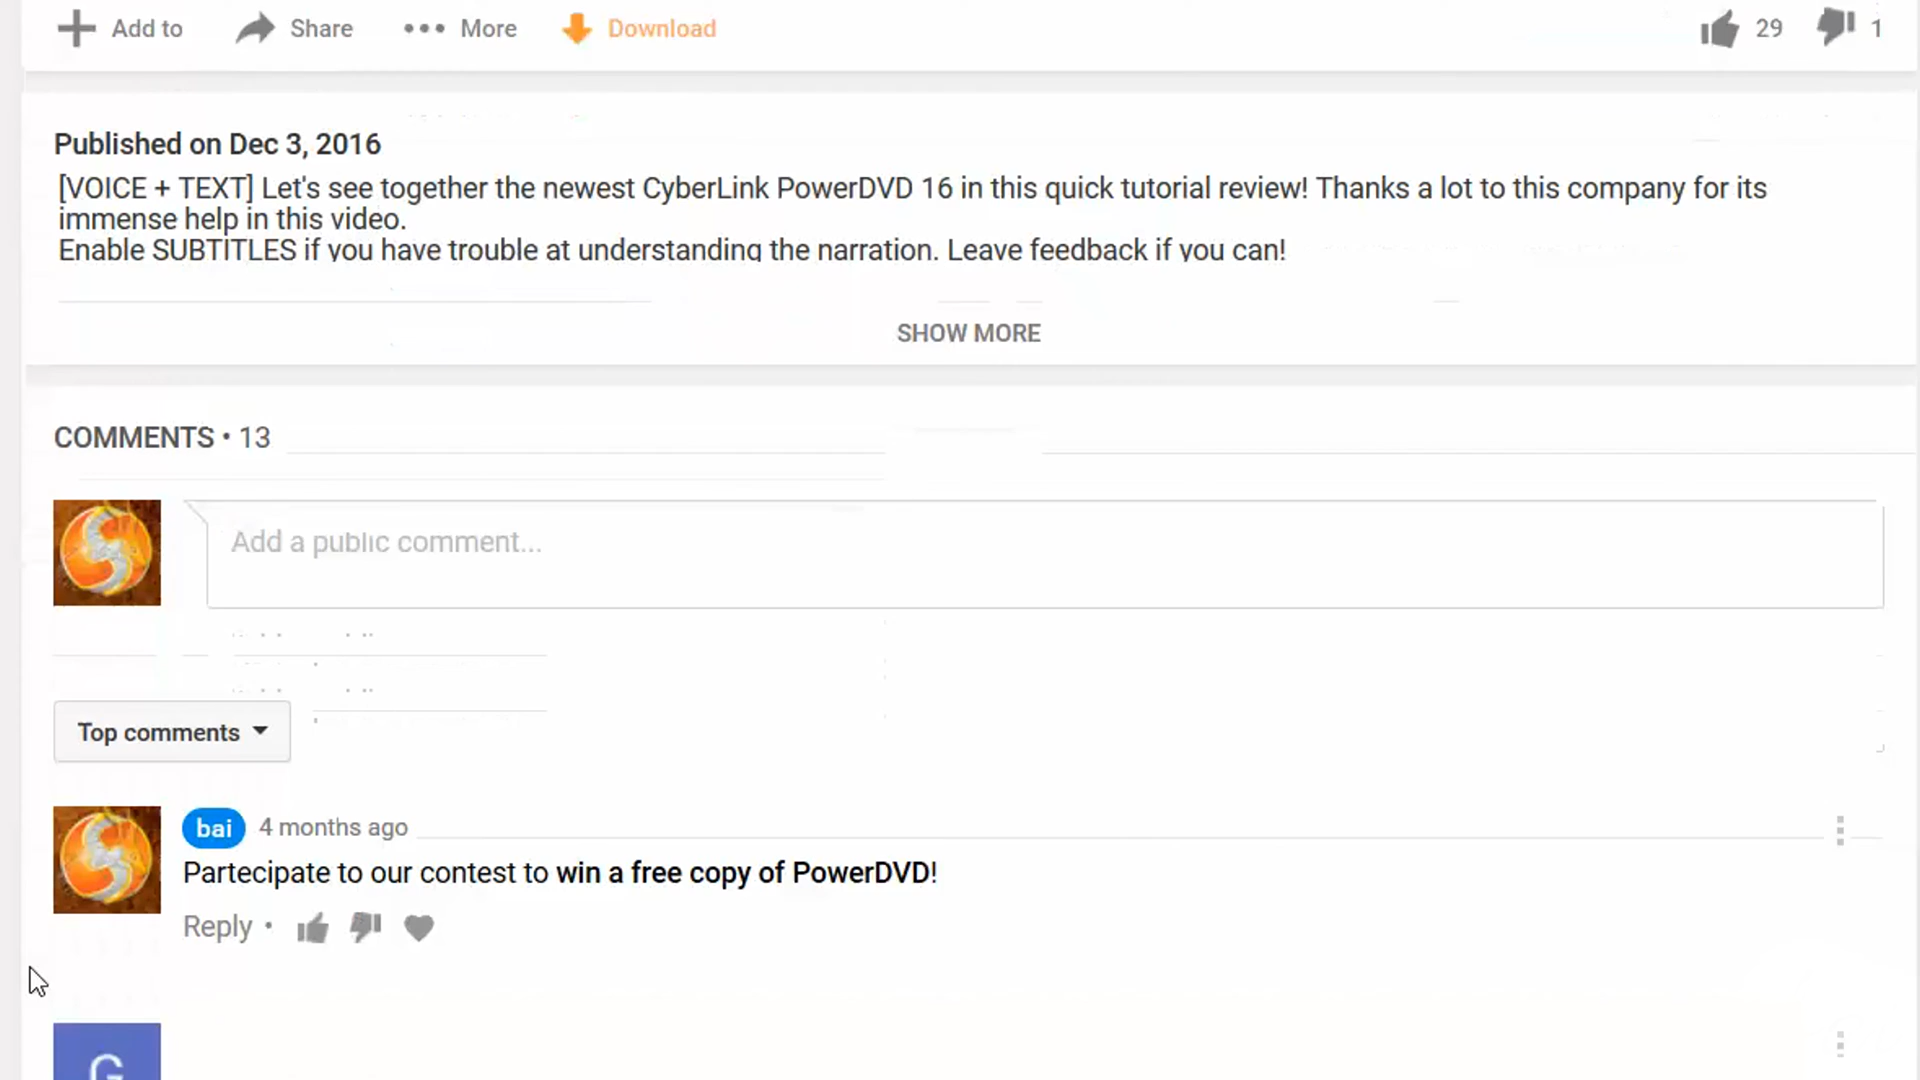 Add to Share More Download 29 1
Published on Dec 3, 2016
[VOICE + TEXT] Let's see together the newest CyberLink PowerDVD 16 in this quick tutorial review! Thanks a lot to this company for its
immense help in this video.
Enable SUBTITLES if you have trouble at understanding the narration. Leave feedback if you can!
SHOW MORE
COMMENTS • 13
Add a public comment...
Top comments
bai 4 months ago
Partecipate to our contest to win a free copy of PowerDVD!
Reply •
G